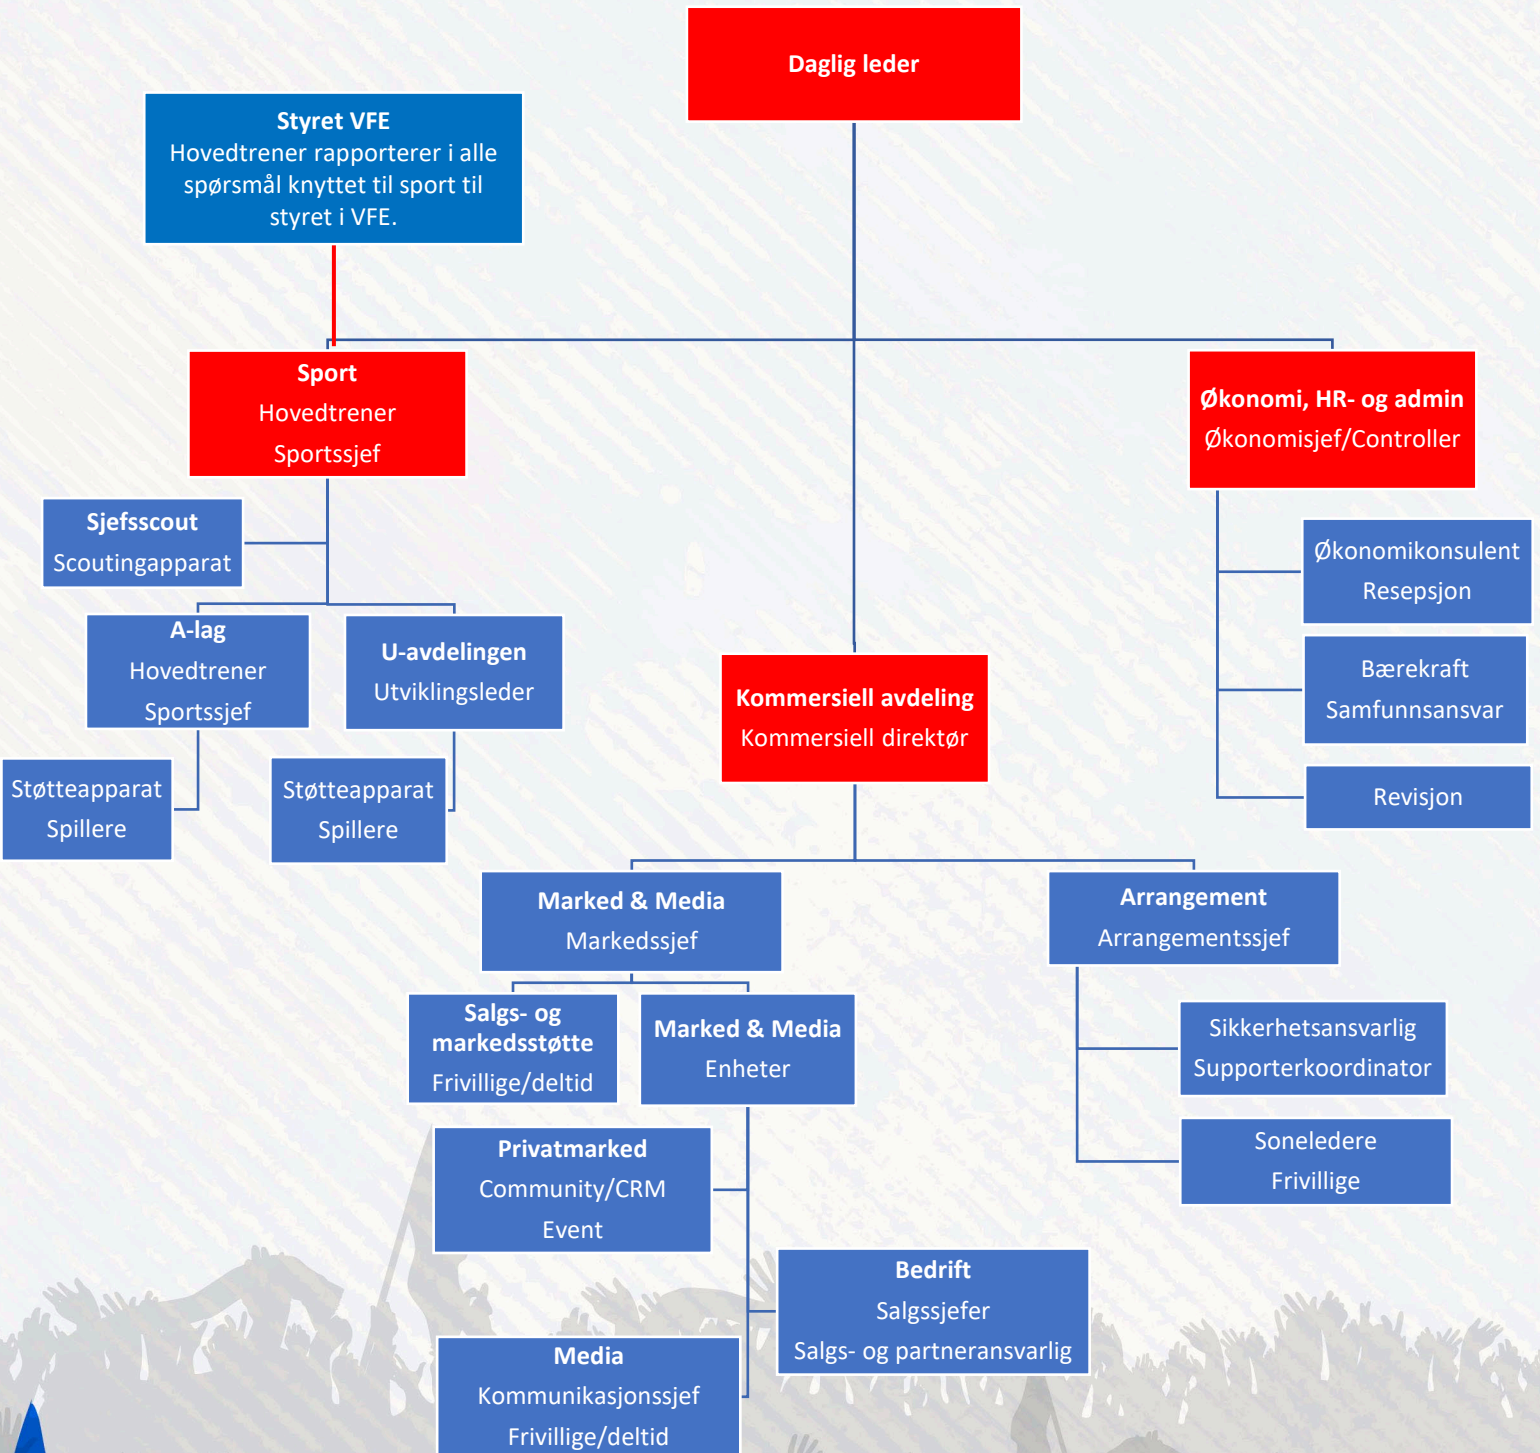 Daglig leder
Styret VFE
Hovedtrener rapporterer i alle
spørsmål knyttet til sport til
styret i VFE.
Sport
Hovedtrener
Sportssjef
Økonomi, HR- og admin
Økonomisjef/Controller
Sjefsscout
Scoutingapparat
Økonomikonsulent
Resepsjon
A-lag
Hovedtrener
Sportssjef
U-avdelingen
Utviklingsleder
Bærekraft
Samfunnsansvar
Kommersiell avdeling
Kommersiell direktør
Støtteapparat
Spillere
Støtteapparat
Spillere
Revisjon
Marked & Media
Markedssjef
Arrangement
Arrangementssjef
Salgs- og
markedsstøtte
Frivillige/deltid
Marked & Media
Enheter
Sikkerhetsansvarlig
Supporterkoordinator
Privatmarked
Community/CRM
Event
Soneledere
Frivillige
Bedrift
Salgssjefer
Salgs- og partneransvarlig
Media
Kommunikasjonssjef
Frivillige/deltid